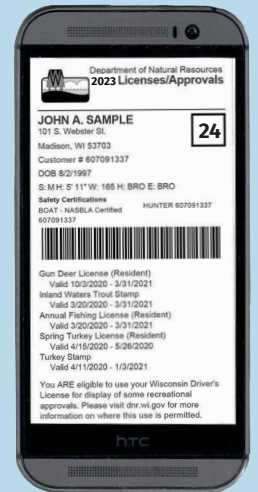 Department of Natural Resources
2023 Licenses/Approvals
JOHN A. SAMPLE
24
101 S. Webster St.
Madison, WI 53703
Customer # 607091337
DOB 8/2/1997
S: M H: 5' 11" W: 165 H: BRO E: BRO
Safety Certifications
BOAT - NASBLA Certified HUNTER 607091337
607091337
Gun Deer License (Resident)
Valid 10/3/2020 - 3/31/2021
Inland Waters Trout Stamp
Valid 3/20/2020 - 3/31/2021
Annual Fishing License (Resident)
Valid 3/20/2020 - 3/31/2021
Spring Turkey License (Resident)
Valid 4/15/2020 - 5/26/2020
Turkey Stamp
Valid 4/11/2020 - 1/3/2021
You ARE eligible to use your Wisconsin Driver's
License for display of some recreational
approvals. Please visit dnr.wi.gov for more
information on where this use is permitted.
hTC